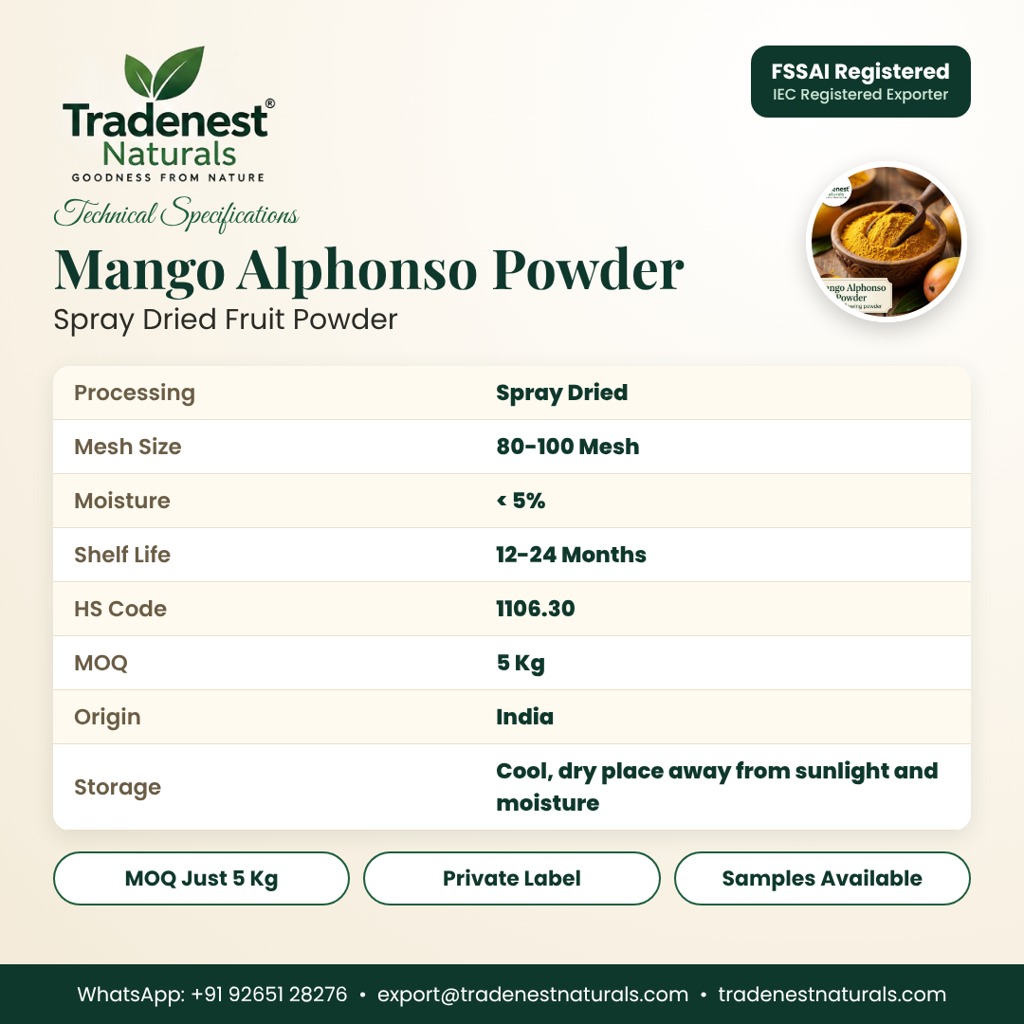 Tradenest®
Naturals
GOODNESS FROM NATURE
FSSAI Registered
IEC Registered Exporter
Technical Specifications
Mango Alphonso Powder
Spray Dried Fruit Powder
ngo Alphonso
Powder
Processing Spray Dried
Mesh Size 80-100 Mesh
Moisture < 5%
Shelf Life 12-24 Months
HS Code 1106.30
MOQ 5 Kg
Origin India
Storage Cool, dry place away from sunlight and
moisture
MOQ Just 5 Kg
Private Label
Samples Available
WhatsApp: +91 92651 28276 • export@tradenestnaturals.com • tradenestnaturals.com